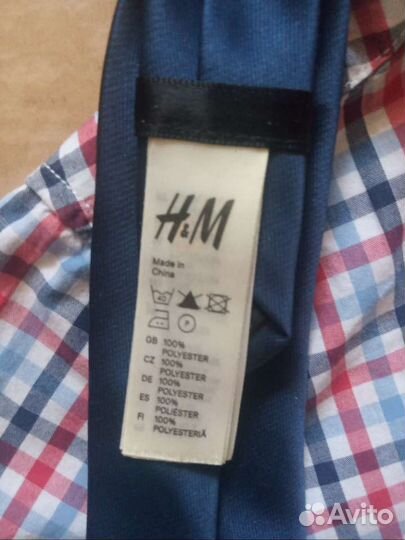 H&M
Made in
China
40
P
GB 100%
POLYESTER
CZ 100%
POLYESTER
DE 100%
POLYESTER
ES 100%
POLIÉSTER
FI 100%
POLYESTERIÄ
Avito